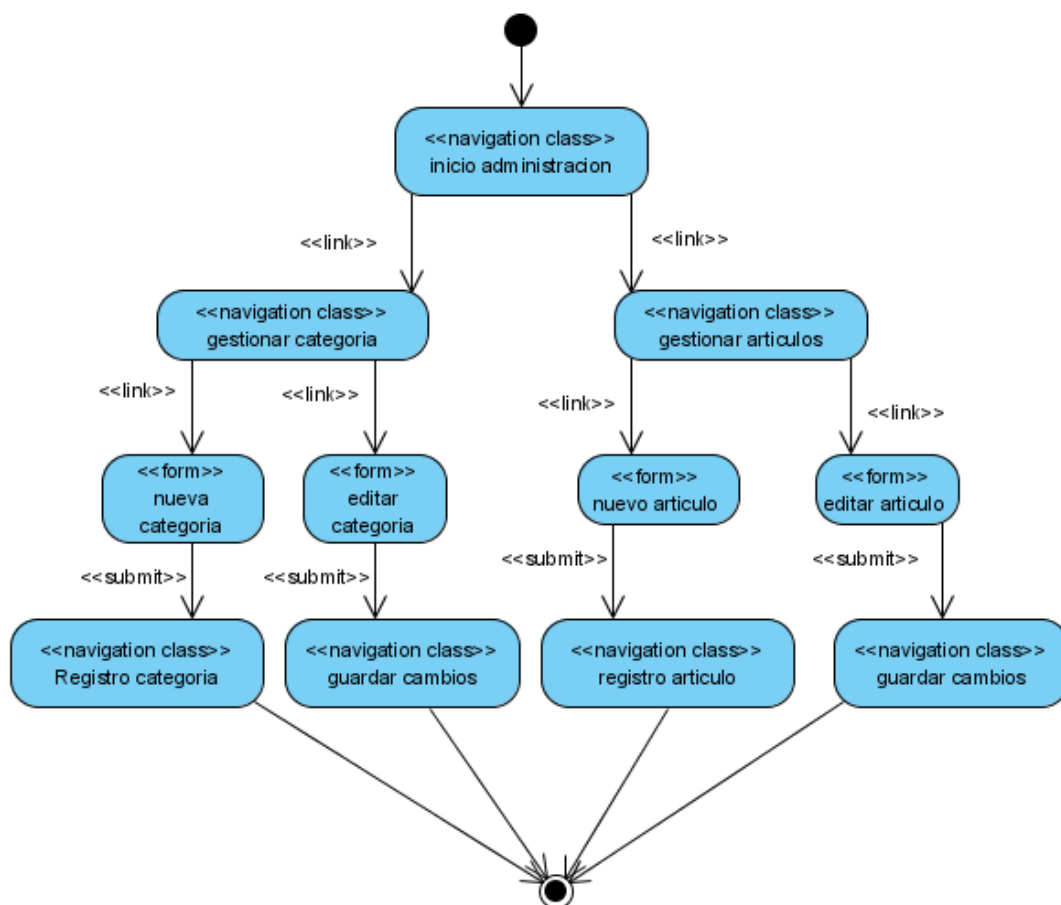 <<navigation class>>
inicio administracion
<<link>>
<<link>>
<<navigation class>>
gestionar categoria
<<navigation class>>
gestionar articulos
<<link>>
<<link>>
<<link>>
<<link>>
<<form>>
nueva
categoria
<<form>>
editar
categoria
<<form>>
nuevo articulo
<<form>>
editar articulo
<<submit>>
<<submit>>
<<submit>>
<<submit>>
<<navigation class>>
Registro categoria
<<navigation class>>
guardar cambios
<<navigation class>>
registro articulo
<<navigation class>>
guardar cambios